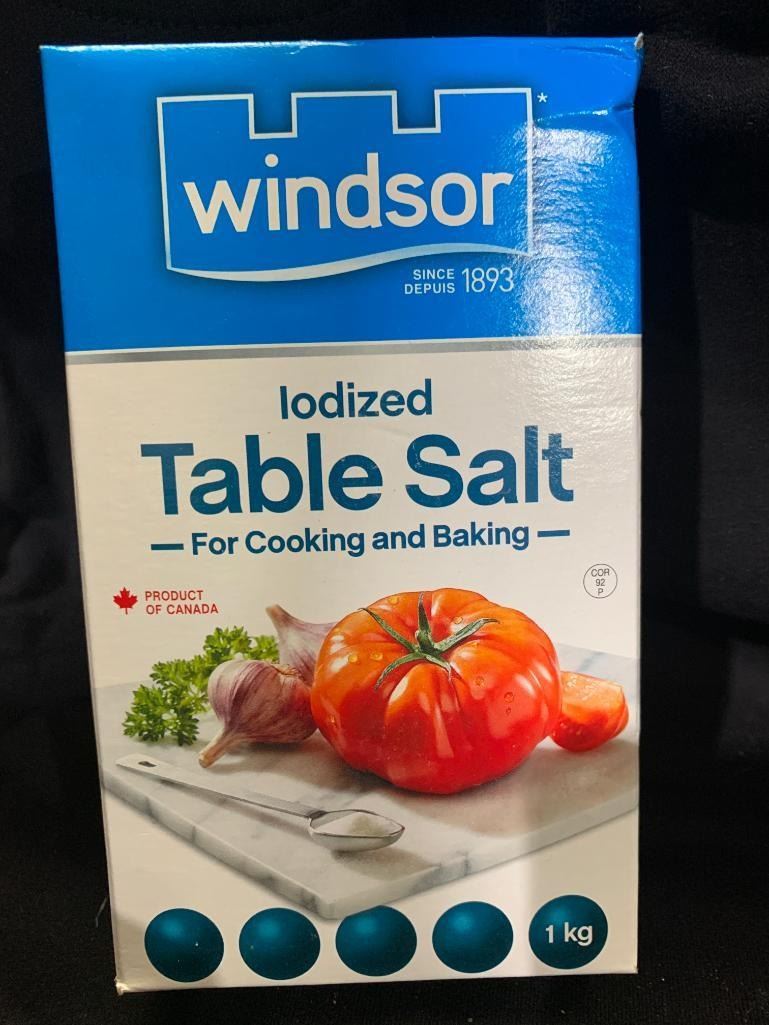 windsor*
SINCE
DEPUIS 1893
Iodized
Table Salt
— For Cooking and Baking —
PRODUCT
OF CANADA
COR
92
P
1 kg